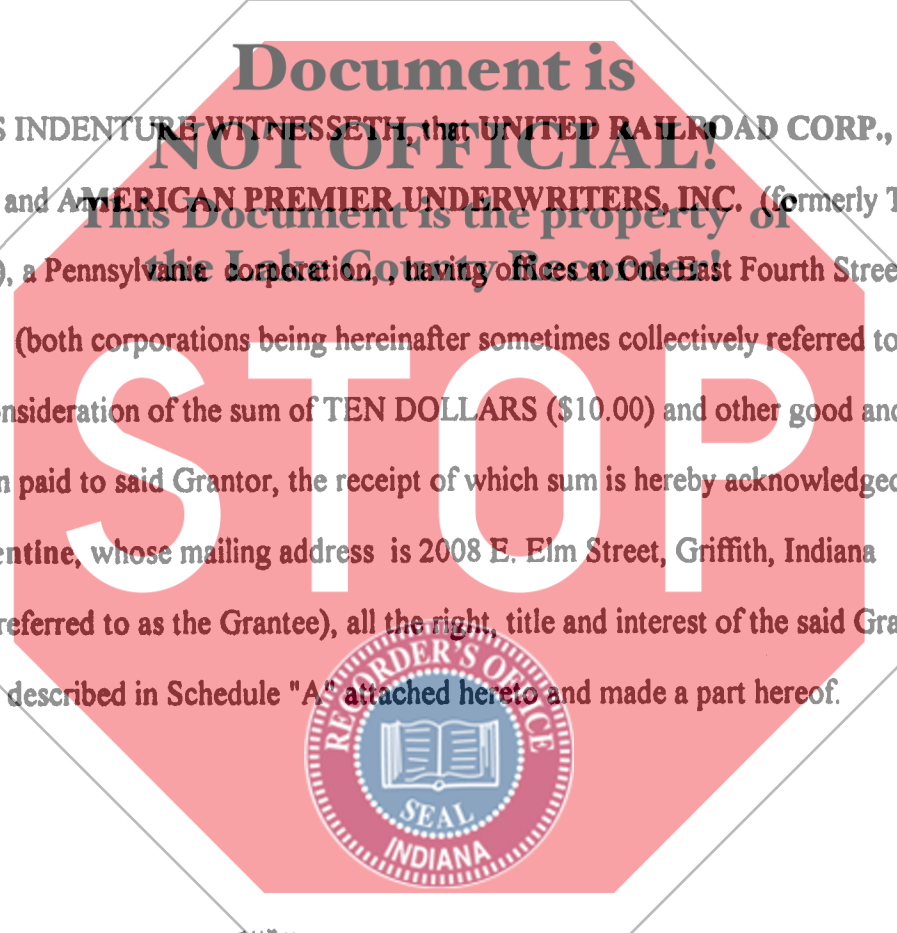 Document is
S INDENTURE WITNESSETH, that UNITED RAILROAD CORP.,
NOT OFFICIAL!
and AMERICAN PREMIER UNDERWRITERS, INC. (formerly T
This Document is the property of
), a Pennsylvania corporation, , having offices at One East Fourth Stree
the Lake County Recorder!
(both corporations being hereinafter sometimes collectively referred to
STOP
nsideration of the sum of TEN DOLLARS ($10.00) and other good and
n paid to said Grantor, the receipt of which sum is hereby acknowledged
entine, whose mailing address is 2008 E. Elm Street, Griffith, Indiana
referred to as the Grantee), all the right, title and interest of the said Gra
described in Schedule "A" attached hereto and made a part hereof.
RECORDER'S OFFICE
SEAL
INDIANA